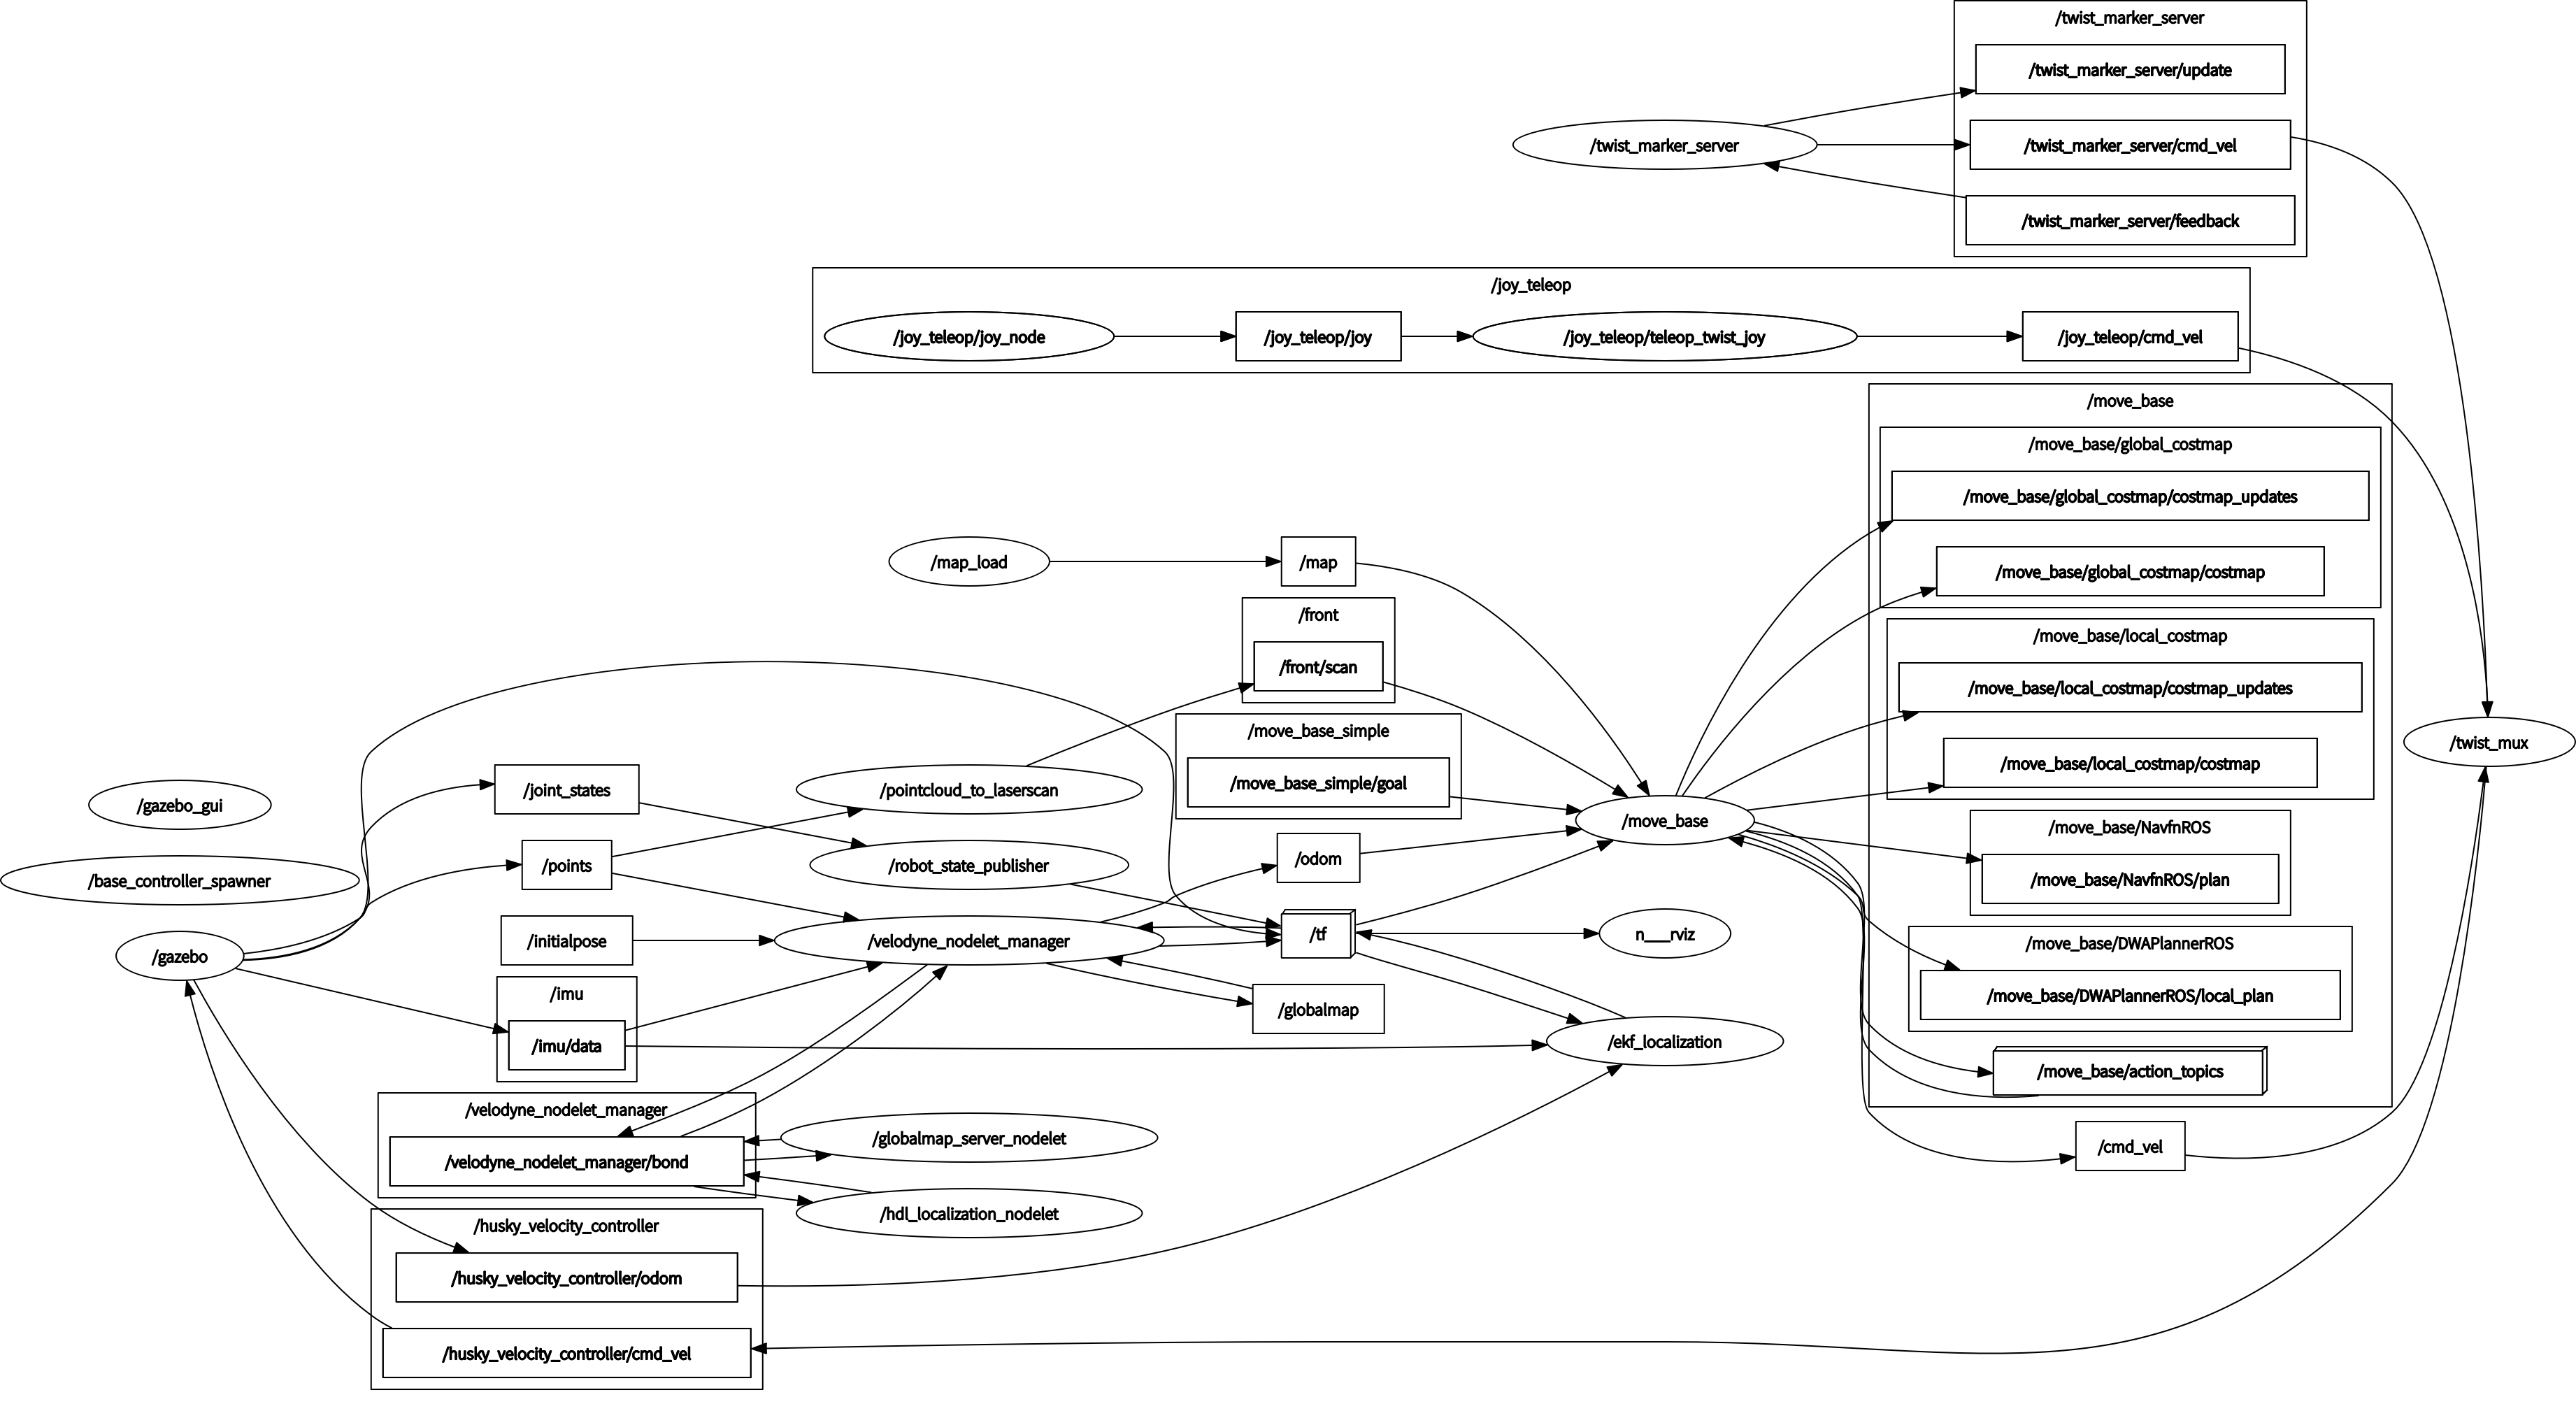 /twist_marker_server
/twist_marker_server/update
/twist_marker_server
/twist_marker_server/cmd_vel
/twist_marker_server/feedback
/joy_teleop
/joy_teleop/joy_node
/joy_teleop/joy
/joy_teleop/teleop_twist_joy
/joy_teleop/cmd_vel
/move_base
/move_base/global_costmap
/move_base/global_costmap/costmap_updates
/map_load
/map
/move_base/global_costmap/costmap
/front
/front/scan
/move_base/local_costmap
/move_base/local_costmap/costmap_updates
/move_base_simple
/move_base_simple/goal
/move_base/local_costmap/costmap
/twist_mux
/gazebo_gui
/joint_states
/pointcloud_to_laserscan
/move_base
/move_base/NavfnROS
/move_base/NavfnROS/plan
/base_controller_spawner
/points
/robot_state_publisher
/odom
/gazebo
/initialpose
/velodyne_nodelet_manager
/tf
n___rviz
/move_base/DWAPlannerROS
/move_base/DWAPlannerROS/local_plan
/imu
/imu/data
/globalmap
/ekf_localization
/move_base/action_topics
/velodyne_nodelet_manager
/velodyne_nodelet_manager/bond
/globalmap_server_nodelet
/cmd_vel
/hdl_localization_nodelet
/husky_velocity_controller
/husky_velocity_controller/odom
/husky_velocity_controller/cmd_vel